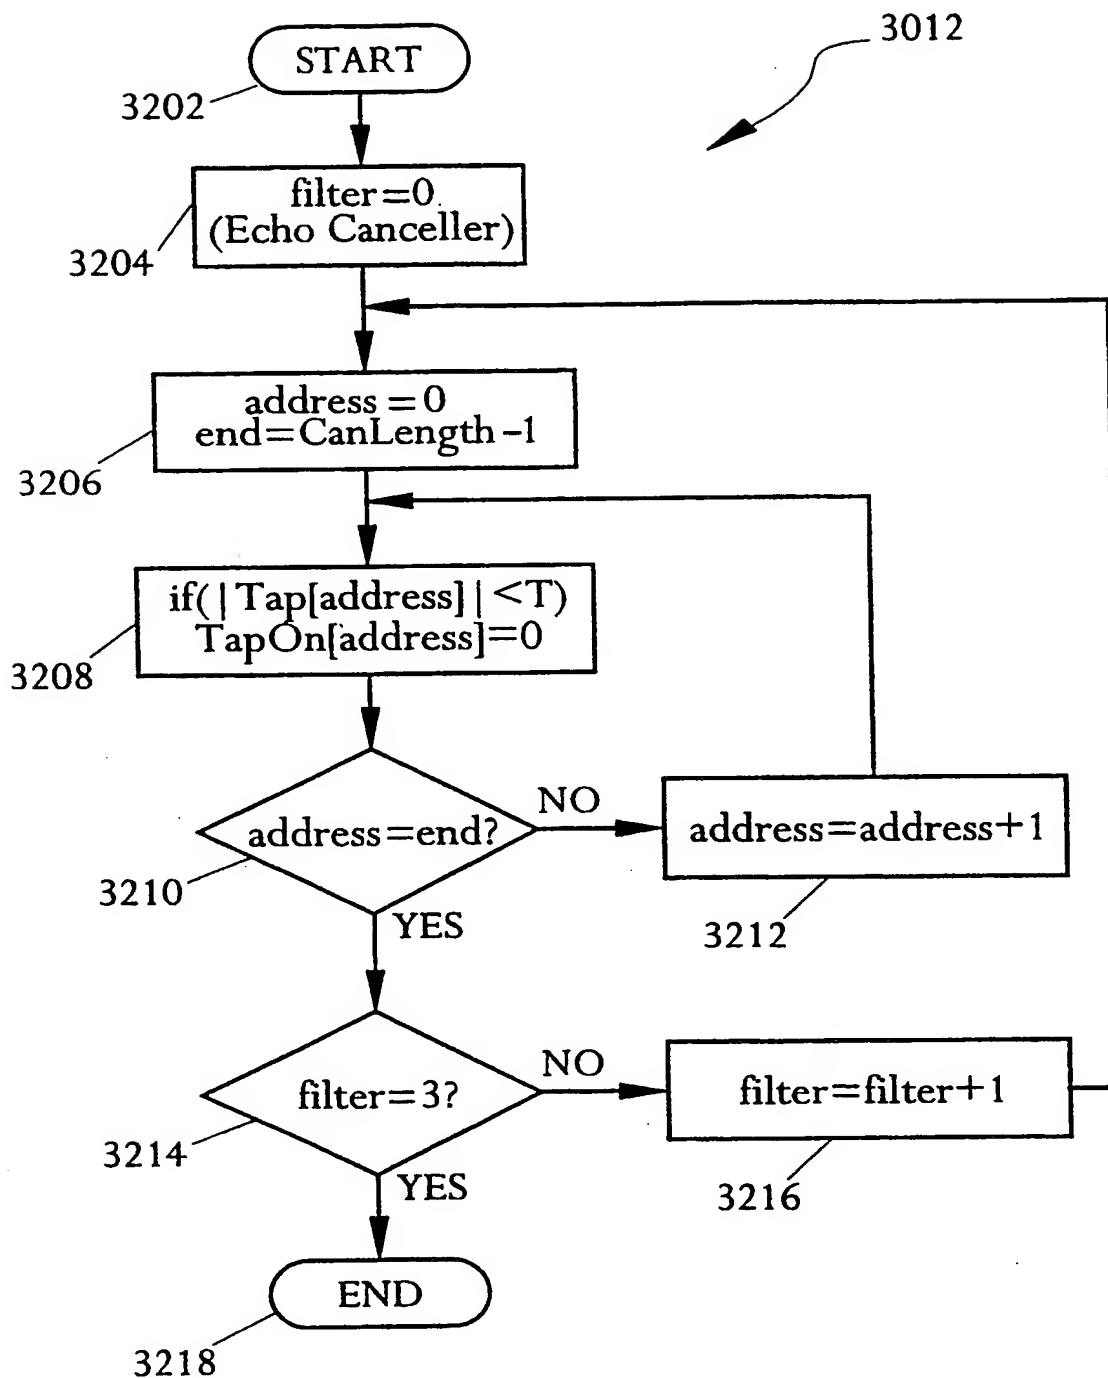 3012
START
3202
filter=0
(Echo Canceller)
3204
address=0
end=CanLength-1
3206
if(|Tap[address]|<T)
TapOn[address]=0
3208
address=end?
NO
address=address+1
3210
3212
YES
filter=3?
NO
filter=filter+1
3214
3216
YES
END
3218